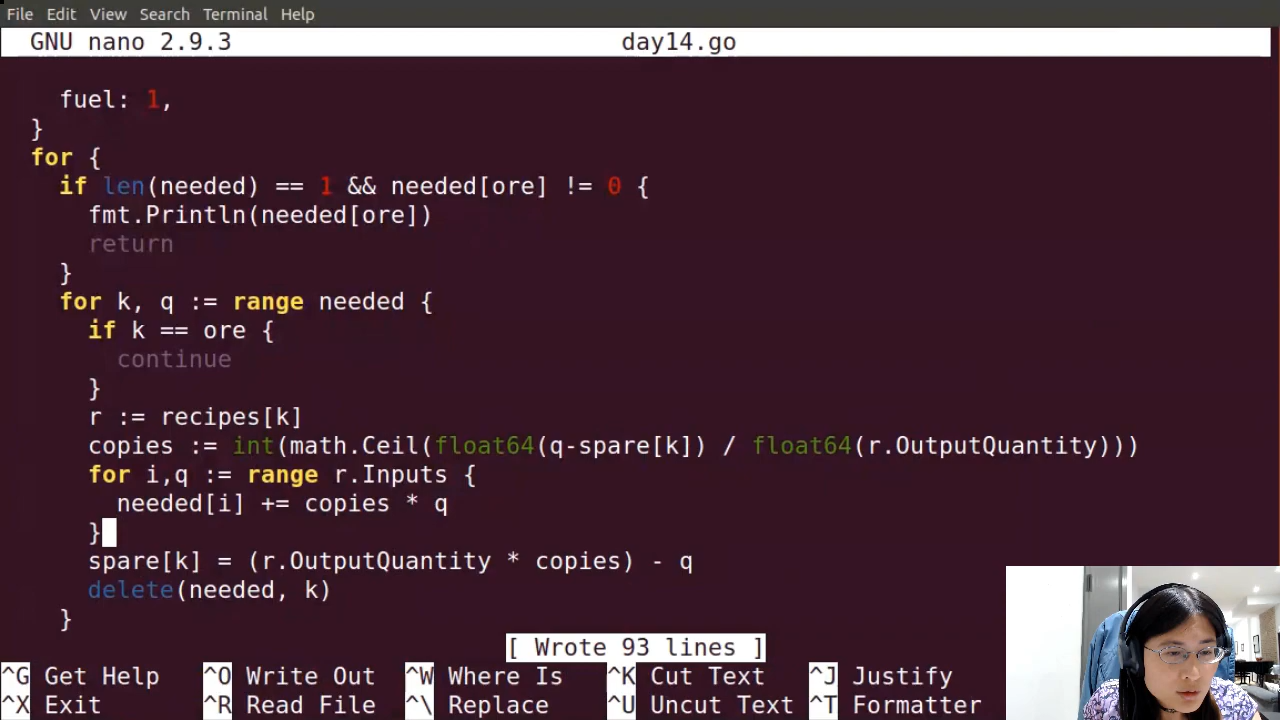 File Edit View Search Terminal Help
GNU nano 2.9.3 day14.go
fuel: 1,
}
for {
if len(needed) == 1 && needed[ore] != 0 {
fmt.Println(needed[ore])
return
}
for k, q := range needed {
if k == ore {
continue
}
r := recipes[k]
copies := int(math.Ceil(float64(q-spare[k]) / float64(r.OutputQuantity)))
for i,q := range r.Inputs {
needed[i] += copies * q
}
spare[k] = (r.OutputQuantity * copies) - q
delete(needed, k)
}
[ Wrote 93 lines ]
^G Get Help ^O Write Out ^W Where Is ^K Cut Text ^J Justify
^X Exit ^R Read File ^\ Replace ^U Uncut Text ^T Formatter